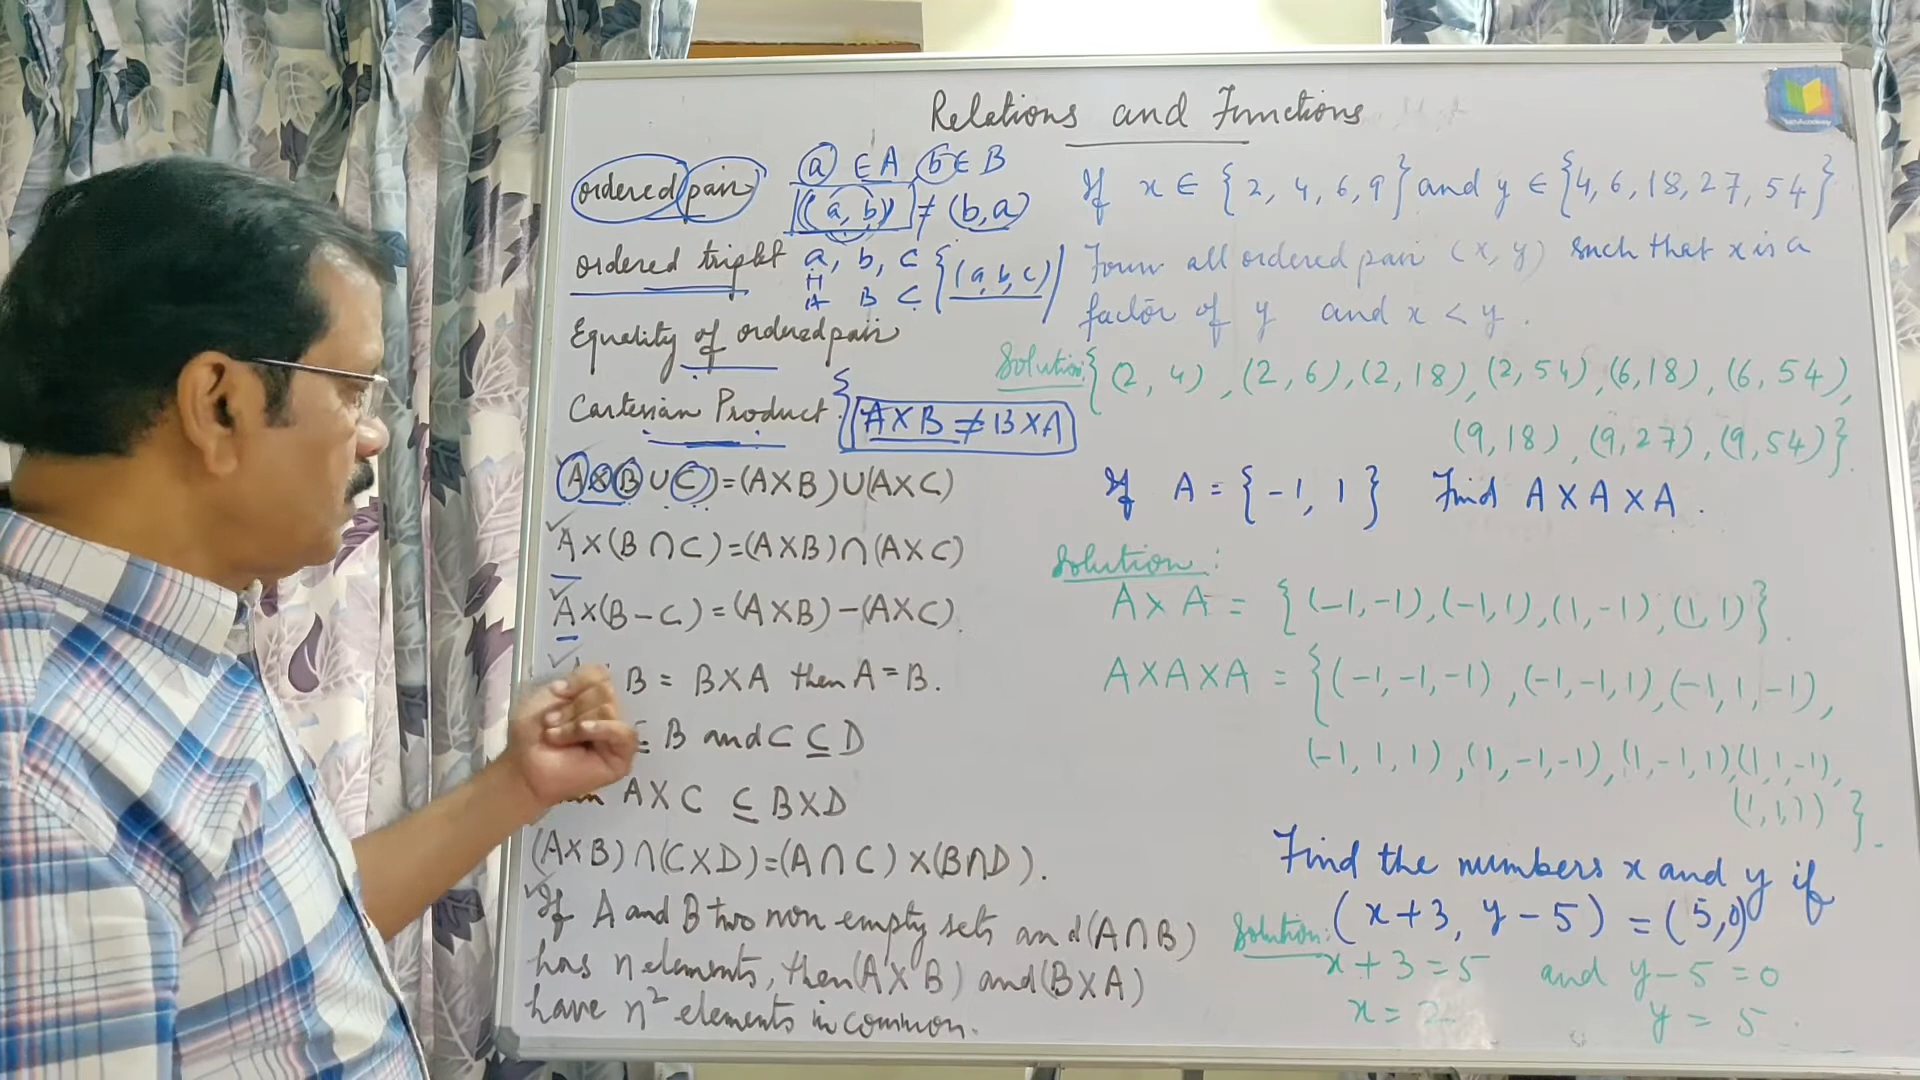 Relations and Functions
ordered pair a ∈ A b ∈ B
(a, b) ≠ (b, a)
ordered triplet a, b, c {(a, b, c)
A B C
Equality of ordered pair
Cartesian Product { A×B ≠ B×A
A×(B∪C)=(A×B)∪(A×C)
A×(B∩C)=(A×B)∩(A×C)
A×(B-C)=(A×B)-(A×C).
B = B×A then A=B.
⊆ B and C ⊆ D
A×C ⊆ B×D
(A×B)∩(C×D)=(A∩C)×(B∩D).
If A and B two non empty sets and (A∩B)
has n elements, then (A×B) and (B×A)
have n² elements in common.
If x ∈ {2, 4, 6, 9} and y ∈ {4, 6, 18, 27, 54}
Form all ordered pair (x, y) such that x is a
factor of y and x < y.
Solution: {(2, 4), (2, 6), (2, 18), (2, 54), (6, 18), (6, 54),
(9, 18), (9, 27), (9, 54)}.
If A = {-1, 1} Find A×A×A.
Solution:
A×A = {(-1,-1),(-1,1),(1,-1),(1,1)}.
A×A×A = {(-1,-1,-1),(-1,-1,1),(-1,1,-1),
(-1,1,1),(1,-1,-1),(1,-1,1)(1,1,-1),
(1,1,1)}.
Find the numbers x and y if
(x+3, y-5) = (5,0)
Solution:
x+3=5 and y-5=0
x=2 y=5.